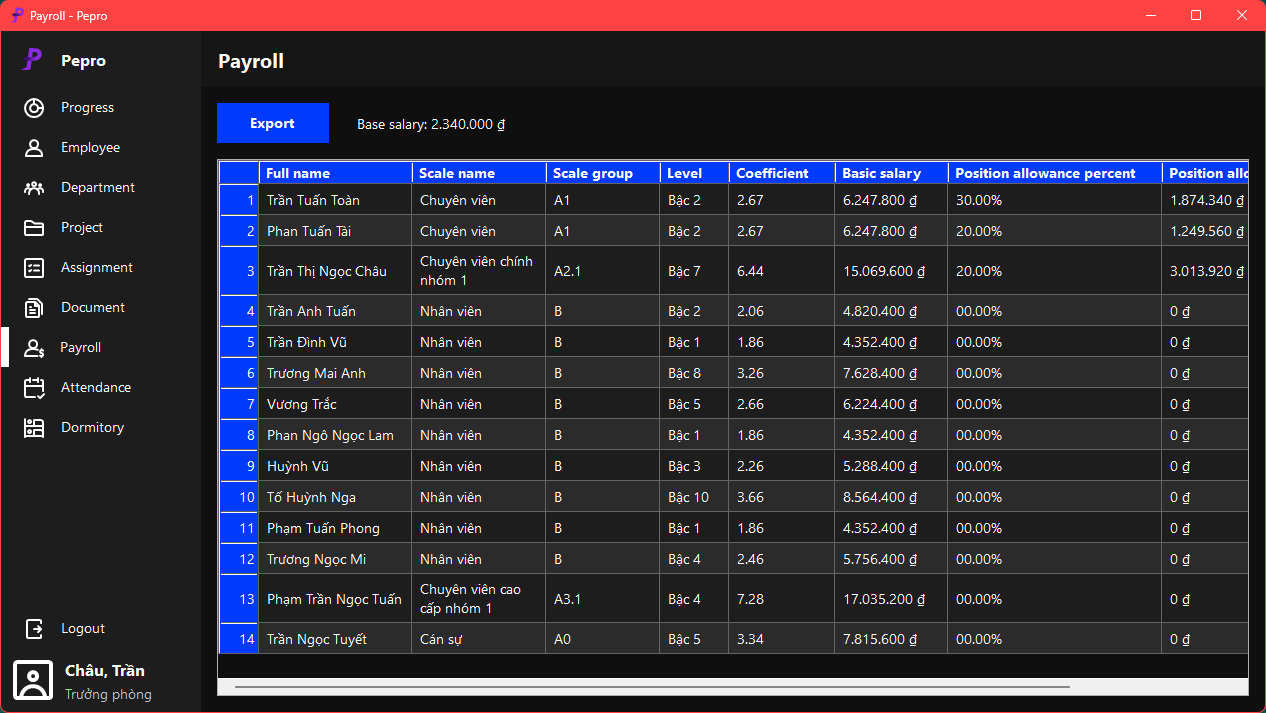 Payroll - Pepro
Pepro
Progress
Employee
Department
Project
Assignment
Document
Payroll
Attendance
Dormitory
Logout
Châu, Trần
Trưởng phòng
Payroll
Export
Base salary: 2.340.000 ₫
Full name Scale name Scale group Level Coefficient Basic salary Position allowance percent Position allo
1 Trần Tuấn Toàn Chuyên viên A1 Bậc 2 2.67 6.247.800 ₫ 30.00% 1.874.340 ₫
2 Phan Tuấn Tài Chuyên viên A1 Bậc 2 2.67 6.247.800 ₫ 20.00% 1.249.560 ₫
3 Trần Thị Ngọc Châu Chuyên viên chính nhóm 1 A2.1 Bậc 7 6.44 15.069.600 ₫ 20.00% 3.013.920 ₫
4 Trần Anh Tuấn Nhân viên B Bậc 2 2.06 4.820.400 ₫ 00.00% 0 ₫
5 Trần Đình Vũ Nhân viên B Bậc 1 1.86 4.352.400 ₫ 00.00% 0 ₫
6 Trương Mai Anh Nhân viên B Bậc 8 3.26 7.628.400 ₫ 00.00% 0 ₫
7 Vương Trắc Nhân viên B Bậc 5 2.66 6.224.400 ₫ 00.00% 0 ₫
8 Phan Ngô Ngọc Lam Nhân viên B Bậc 1 1.86 4.352.400 ₫ 00.00% 0 ₫
9 Huỳnh Vũ Nhân viên B Bậc 3 2.26 5.288.400 ₫ 00.00% 0 ₫
10 Tố Huỳnh Nga Nhân viên B Bậc 10 3.66 8.564.400 ₫ 00.00% 0 ₫
11 Phạm Tuấn Phong Nhân viên B Bậc 1 1.86 4.352.400 ₫ 00.00% 0 ₫
12 Trương Ngọc Mi Nhân viên B Bậc 4 2.46 5.756.400 ₫ 00.00% 0 ₫
13 Phạm Trần Ngọc Tuấn Chuyên viên cao cấp nhóm 1 A3.1 Bậc 4 7.28 17.035.200 ₫ 00.00% 0 ₫
14 Trần Ngọc Tuyết Cán sự A0 Bậc 5 3.34 7.815.600 ₫ 00.00% 0 ₫